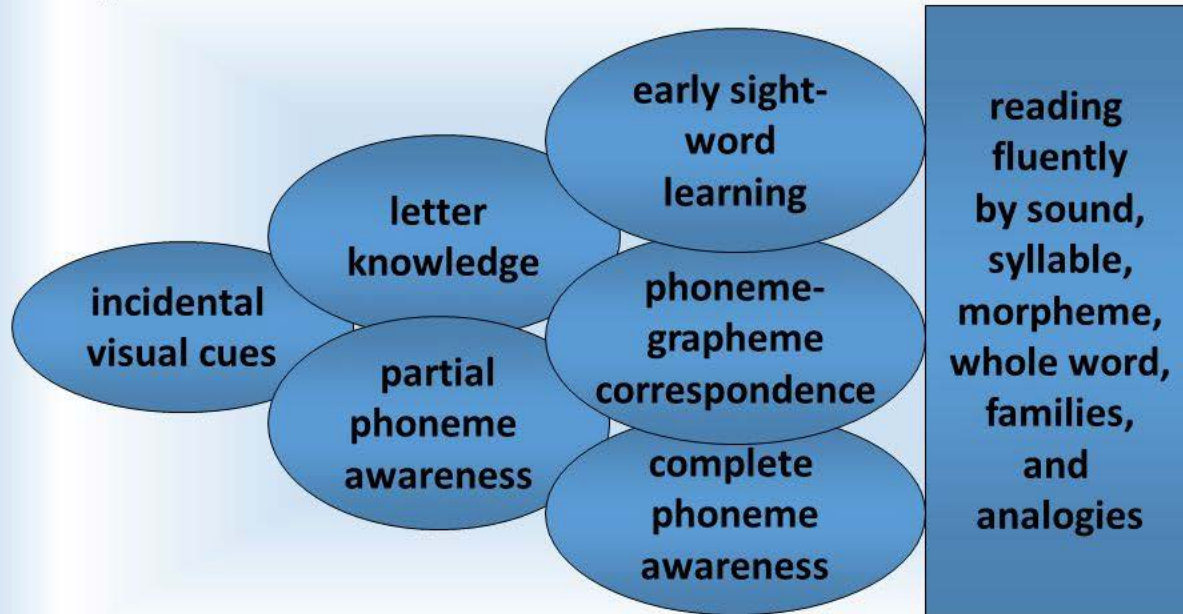 incidental
visual cues
letter
knowledge
partial
phoneme
awareness
early sight-
word
learning
phoneme-
grapheme
correspondence
complete
phoneme
awareness
reading
fluently
by sound,
syllable,
morpheme,
whole word,
families,
and
analogies